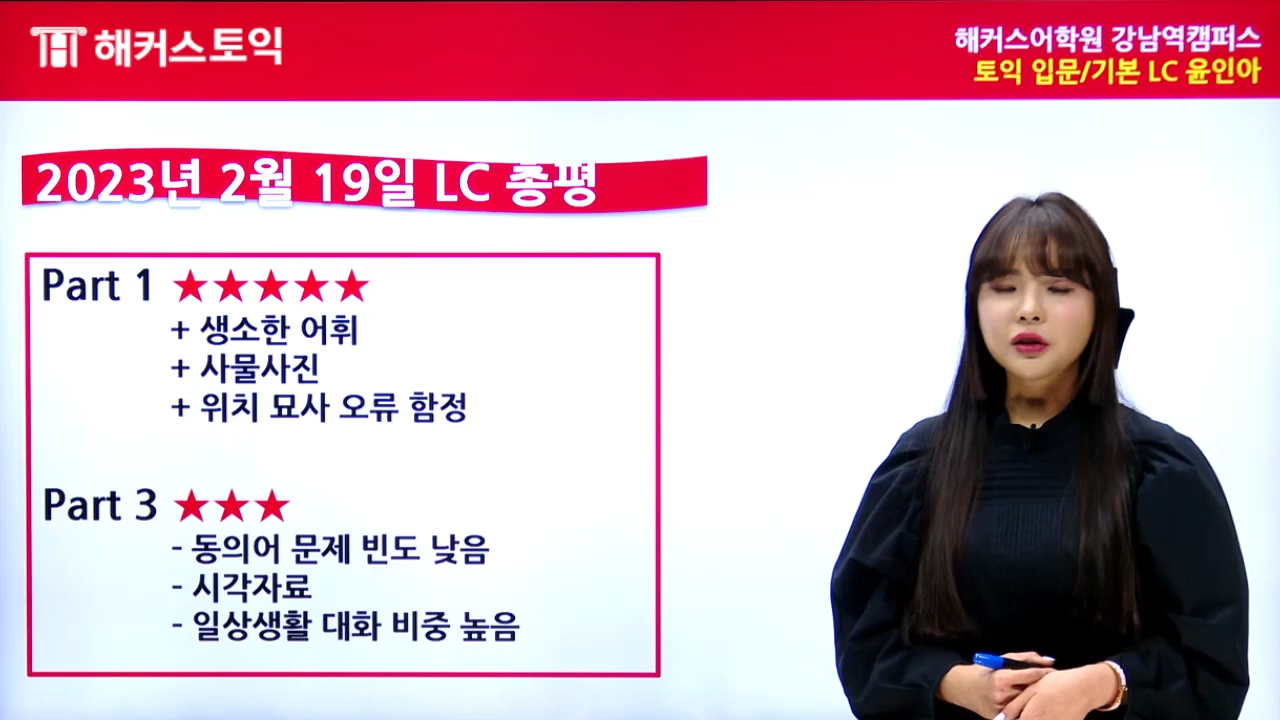 해커스토익
해커스어학원 강남역캠퍼스
토익 입문/기본 LC 윤인아
2023년 2월 19일 LC 총평
Part 1 ★★★★★
+ 생소한 어휘
+ 사물사진
+ 위치 묘사 오류 함정
Part 3 ★★★
- 동의어 문제 빈도 낮음
- 시각자료
- 일상생활 대화 비중 높음